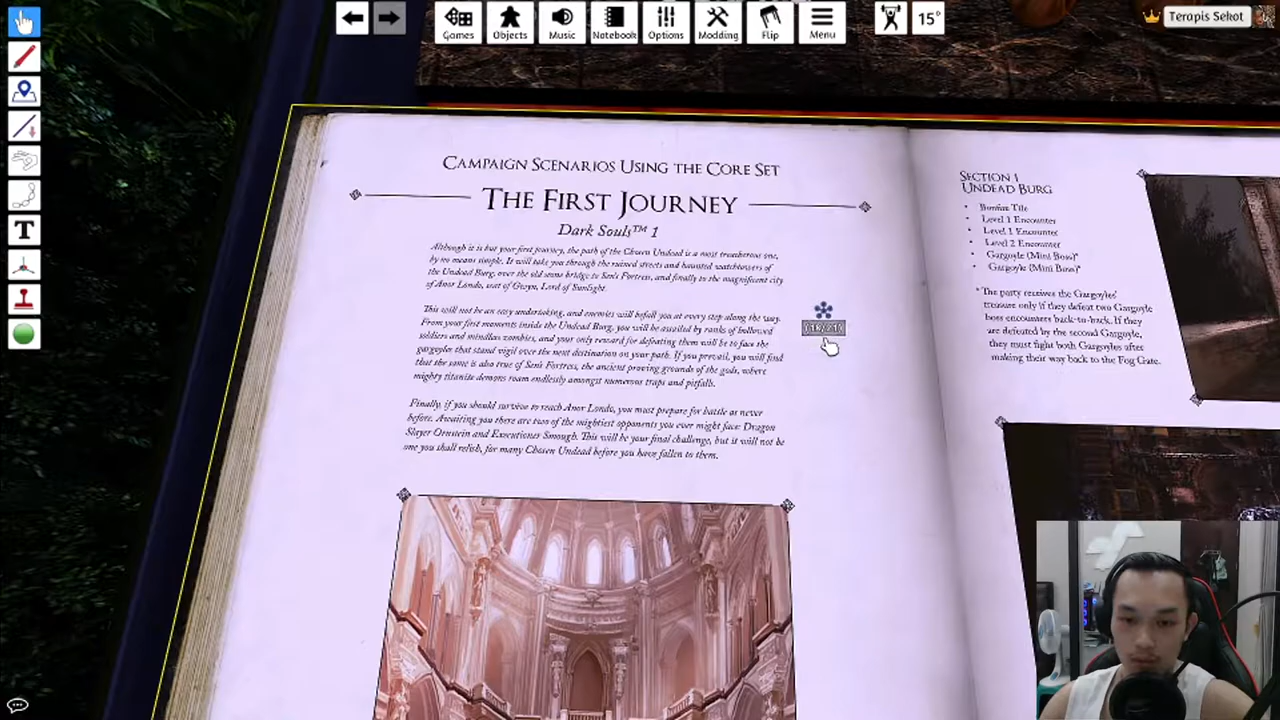 Games
Objects
Music
Notebook
Options
Modding
Flip
Menu
15°
Terapis Sekot
T
CAMPAIGN SCENARIOS USING THE CORE SET
THE FIRST JOURNEY
Dark Souls™ 1
Although it is but your first journey, the path of the Chosen Undead is a most treacherous one,
by no means simple. It will take you through the ruined streets and haunted watchtowers of
the Undead Burg, over the old stone bridge to Sen's Fortress, and finally to the magnificent city
of Anor Londo, seat of Gwyn, Lord of Sunlight.
This will not be an easy undertaking, and enemies will befall you at every step along the way.
From your first moments inside the Undead Burg, you will be assailed by ranks of hollowed
soldiers and mindless zombies, and your only reward for defeating them will be to face the
gargoyles that stand vigil over the next destination on your path. If you prevail, you will find
that the same is also true of Sen's Fortress, the ancient proving grounds of the gods, where
mighty titanite demons roam endlessly amongst numerous traps and pitfalls.
Finally, if you should survive to reach Anor Londo, you must prepare for battle as never
before. Awaiting you there are two of the mightiest opponents you ever might face: Dragon
Slayer Ornstein and Executioner Smough. This will be your final challenge, but it will not be
one you shall relish, for many Chosen Undead before you have fallen to them.
SECTION 1
UNDEAD BURG
• Bonfire Tile
• Level 1 Encounter
• Level 1 Encounter
• Level 2 Encounter
• Gargoyle (Mini Boss)*
• Gargoyle (Mini Boss)*
*The party receives the Gargoyles'
treasure only if they defeat two Gargoyle
boss encounters back-to-back. If they
are defeated by the second Gargoyle,
they must fight both Gargoyles after
making their way back to the Fog Gate.